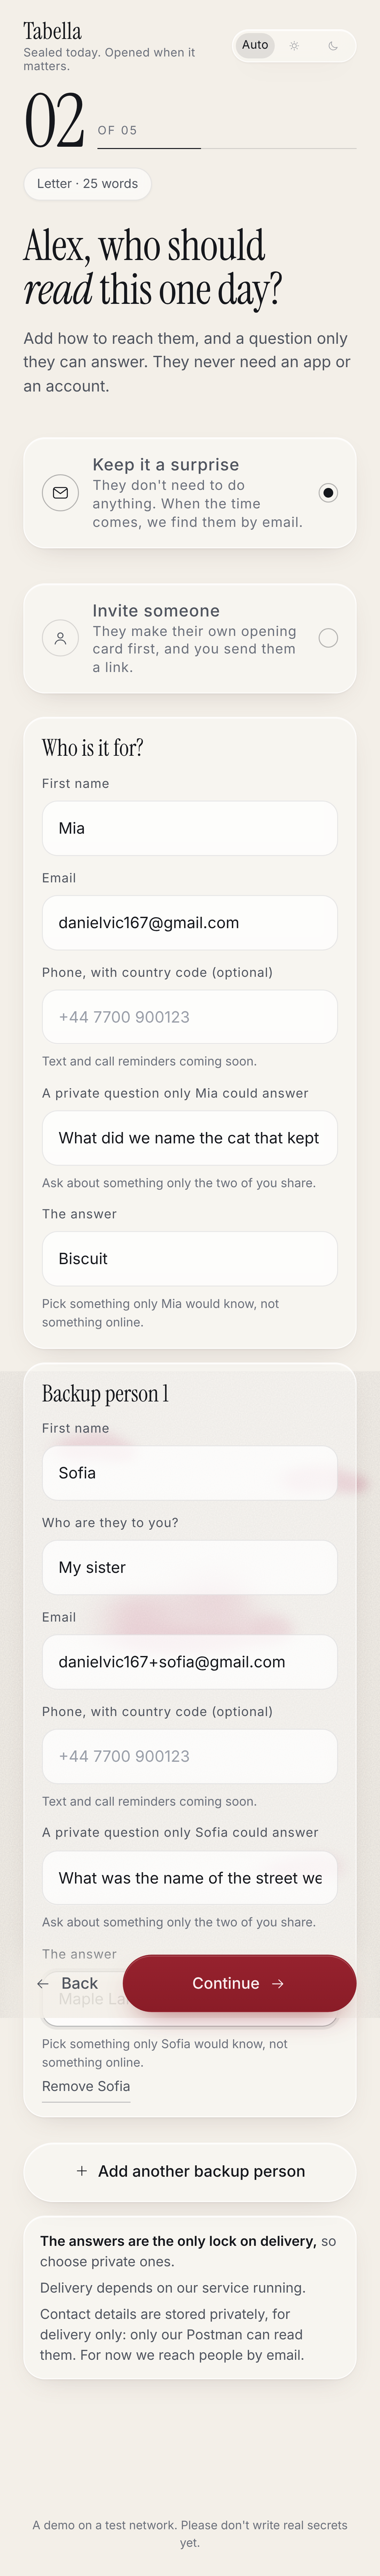 Tabella
Sealed today. Opened when it
matters.
Auto
02
OF 05
Letter · 25 words
Alex, who should
read this one day?
Add how to reach them, and a question only
they can answer. They never need an app or
an account.
Keep it a surprise
They don't need to do
anything. When the time
comes, we find them by email.
Invite someone
They make their own opening
card first, and you send them
a link.
Who is it for?
First name
Mia
Email
danielvic167@gmail.com
Phone, with country code (optional)
+44 7700 900123
Text and call reminders coming soon.
A private question only Mia could answer
What did we name the cat that kept
Ask about something only the two of you share.
The answer
Biscuit
Pick something only Mia would know, not
something online.
Backup person 1
First name
Sofia
Who are they to you?
My sister
Email
danielvic167+sofia@gmail.com
Phone, with country code (optional)
+44 7700 900123
Text and call reminders coming soon.
A private question only Sofia could answer
What was the name of the street we
Ask about something only the two of you share.
The answer
← Back
Continue →
Maple
Pick something only Sofia would know, not
something online.
Remove Sofia
+ Add another backup person
The answers are the only lock on delivery, so
choose private ones.
Delivery depends on our service running.
Contact details are stored privately, for
delivery only: only our Postman can read
them. For now we reach people by email.
A demo on a test network. Please don't write real secrets
yet.